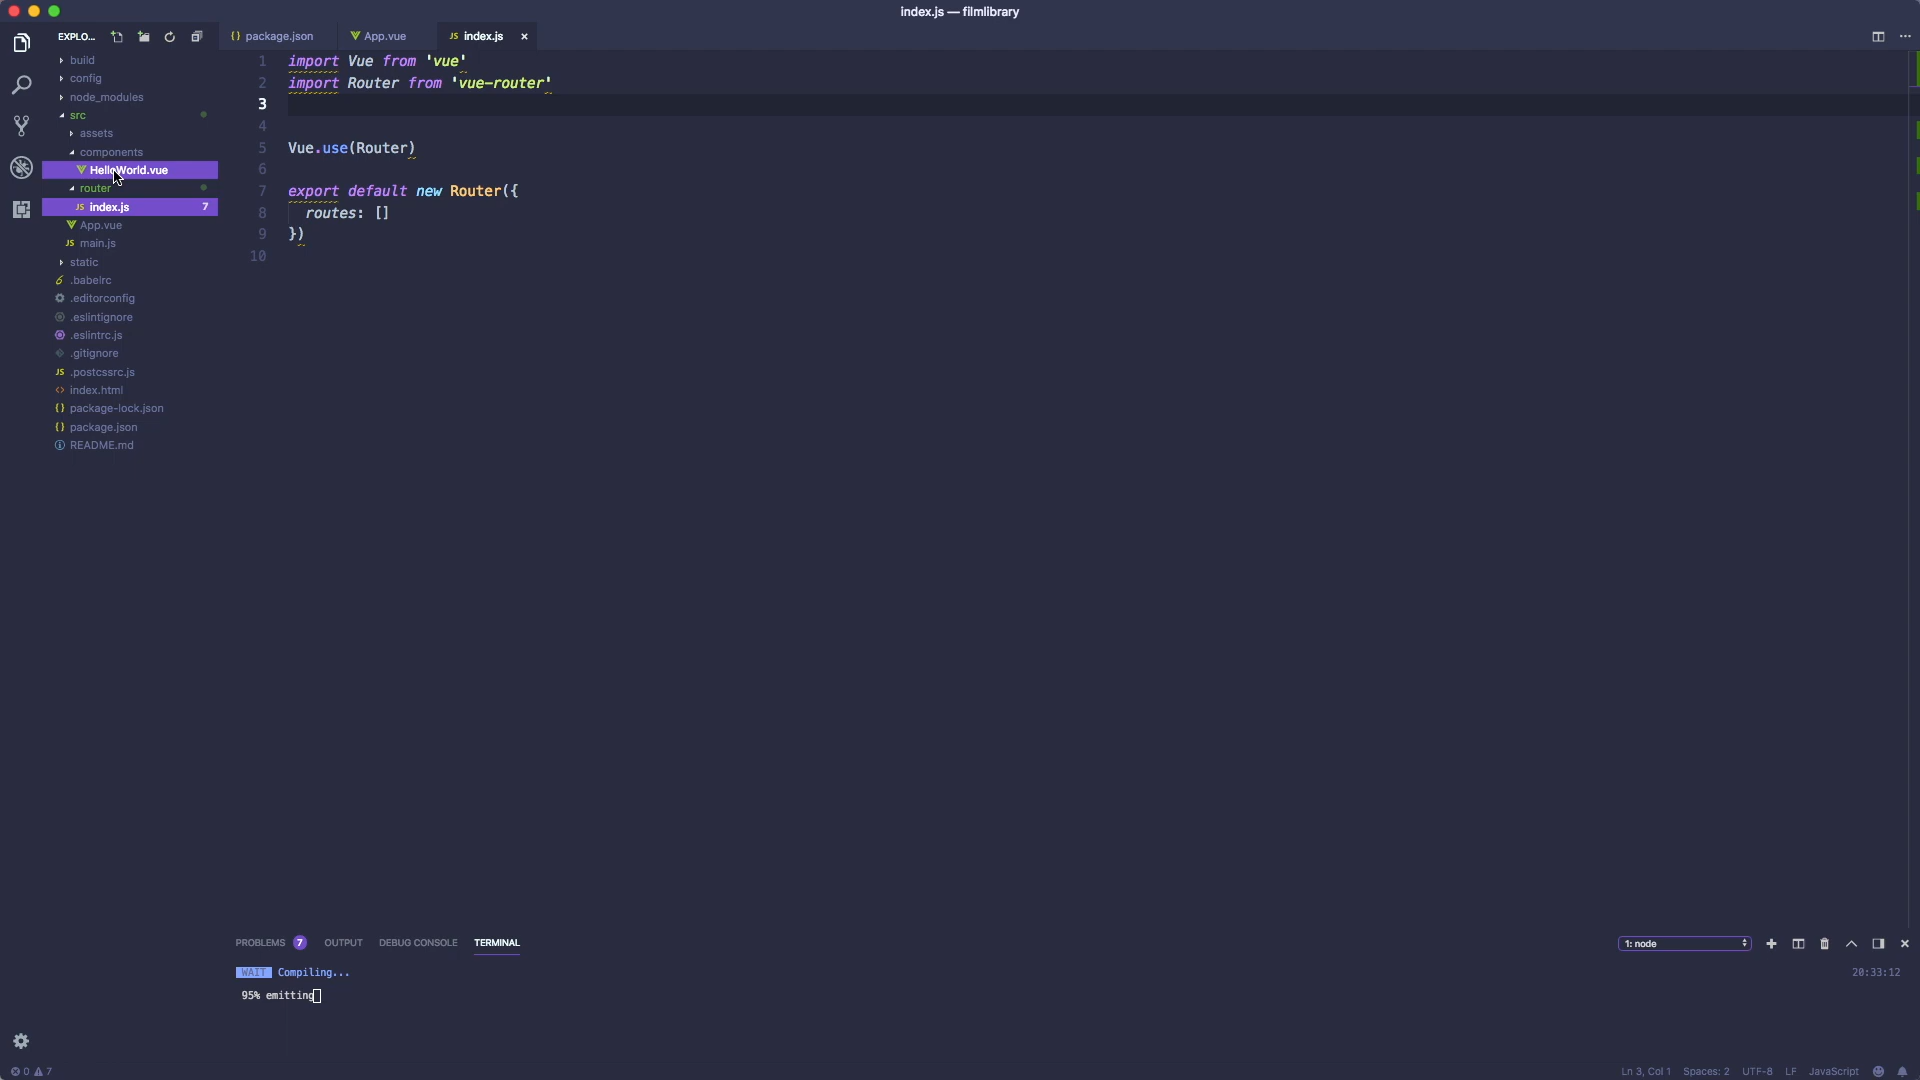 index.js — filmlibrary
EXPLO...
{} package.json
App.vue
JS index.js ×
build
config
node_modules
src
assets
components
HelloWorld.vue
router
JS index.js 7
App.vue
JS main.js
static
.babelrc
.editorconfig
.eslintignore
.eslintrc.js
.gitignore
JS .postcssrc.js
<> index.html
{} package-lock.json
{} package.json
README.md
1 import Vue from 'vue'
2 import Router from 'vue-router'
3
4
5 Vue.use(Router)
6
7 export default new Router({
8 routes: []
9 })
10
PROBLEMS 7 OUTPUT DEBUG CONSOLE TERMINAL
1: node
WAIT Compiling...
20:33:12
95% emitting
0 7
Ln 3, Col 1 Spaces: 2 UTF-8 LF JavaScript